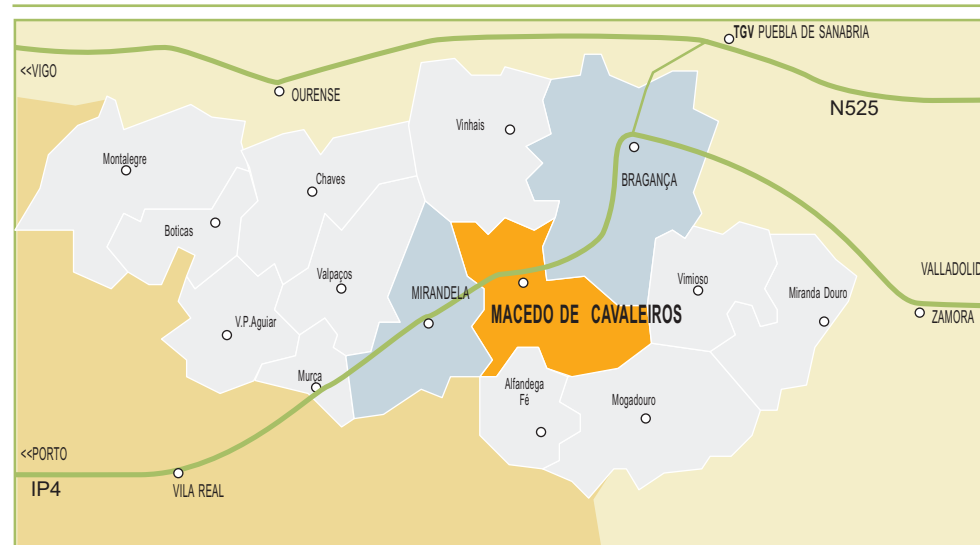 TGV PUEBLA DE SANABRIA
<<VIGO
OURENSE
N525
Vinhais
Montalegre
Chaves
BRAGANÇA
Boticas
VALLADOLID
Valpaços
MIRANDELA
Vimioso
Miranda Douro
MACEDO DE CAVALEIROS
ZAMORA
V.P.Aguiar
Murça
Alfandega
Fé
Mogadouro
<<PORTO
IP4
VILA REAL